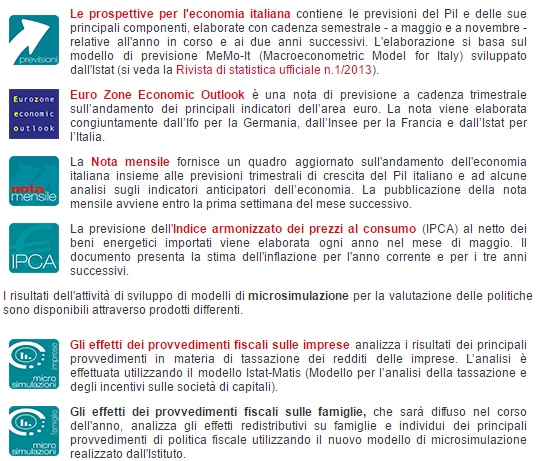 Le prospettive per l'economia italiana contiene le previsioni del Pil e delle sue
principali componenti, elaborate con cadenza semestrale - a maggio e a novembre -
relative all'anno in corso e ai due anni successivi. L'elaborazione si basa sul
modello di previsione MeMo-It (Macroeconometric Model for Italy) sviluppato
dall'Istat (si veda la Rivista di statistica ufficiale n.1/2013).
previsioni
Euro Zone Economic Outlook è una nota di previsione a cadenza trimestrale
sull'andamento dei principali indicatori dell'area euro. La nota viene elaborata
congiuntamente dall'Ifo per la Germania, dall'Insee per la Francia e dall'Istat per
l'Italia.
Eurozone
economic
outlook
La Nota mensile fornisce un quadro aggiornato sull'andamento dell'economia
italiana insieme alle previsioni trimestrali di crescita del Pil italiano e ad alcune
analisi sugli indicatori anticipatori dell'economia. La pubblicazione della nota
mensile avviene entro la prima settimana del mese successivo.
nota
mensile
La previsione dell'Indice armonizzato dei prezzi al consumo (IPCA) al netto dei
beni energetici importati viene elaborata ogni anno nel mese di maggio. Il
documento presenta la stima dell'inflazione per l'anno corrente e per i tre anni
successivi.
IPCA
I risultati dell'attività di sviluppo di modelli di microsimulazione per la valutazione delle politiche
sono disponibili attraverso prodotti differenti.
Gli effetti dei provvedimenti fiscali sulle imprese analizza i risultati dei principali
provvedimenti in materia di tassazione dei redditi delle imprese. L'analisi è
effettuata utilizzando il modello Istat-Matis (Modello per l'analisi della tassazione e
degli incentivi sulle società di capitali).
imprese
micro
simulazioni
Gli effetti dei provvedimenti fiscali sulle famiglie, che sarà diffuso nel corso
dell'anno, analizza gli effetti redistributivi su famiglie e individui dei principali
provvedimenti di politica fiscale utilizzando il nuovo modello di microsimulazione
realizzato dall'Istituto.
famiglie
micro
simulazioni